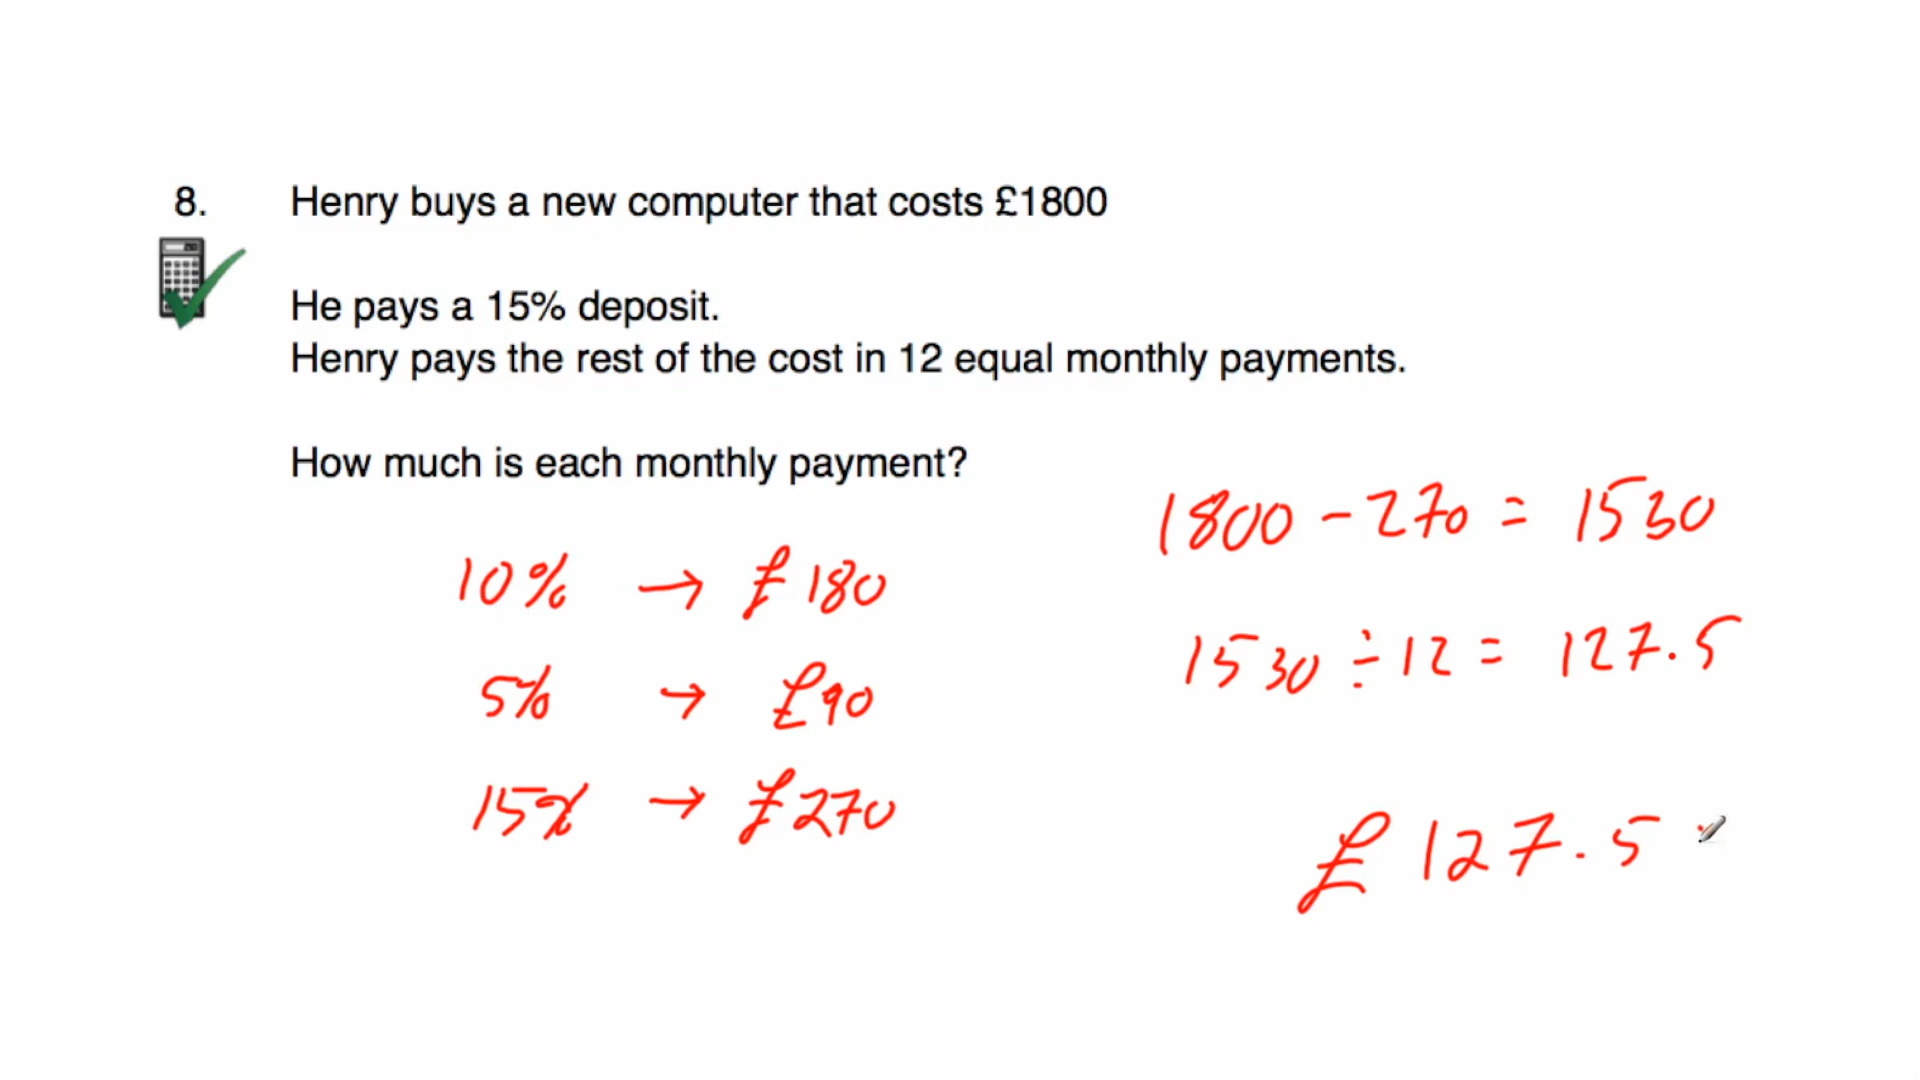 8. Henry buys a new computer that costs £1800
He pays a 15% deposit.
Henry pays the rest of the cost in 12 equal monthly payments.
How much is each monthly payment?
10% → £180
5% → £90
15% → £270
1800 - 270 = 1530
1530 ÷ 12 = 127.5
£127.5